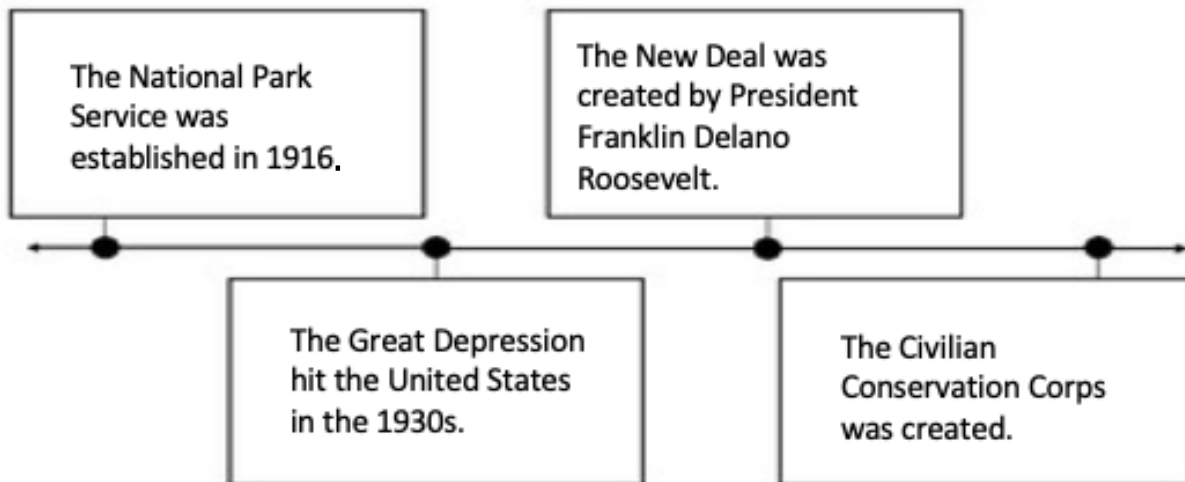 The National Park
Service was
established in 1916.
The Great Depression
hit the United States
in the 1930s.
The New Deal was
created by President
Franklin Delano
Roosevelt.
The Civilian
Conservation Corps
was created.